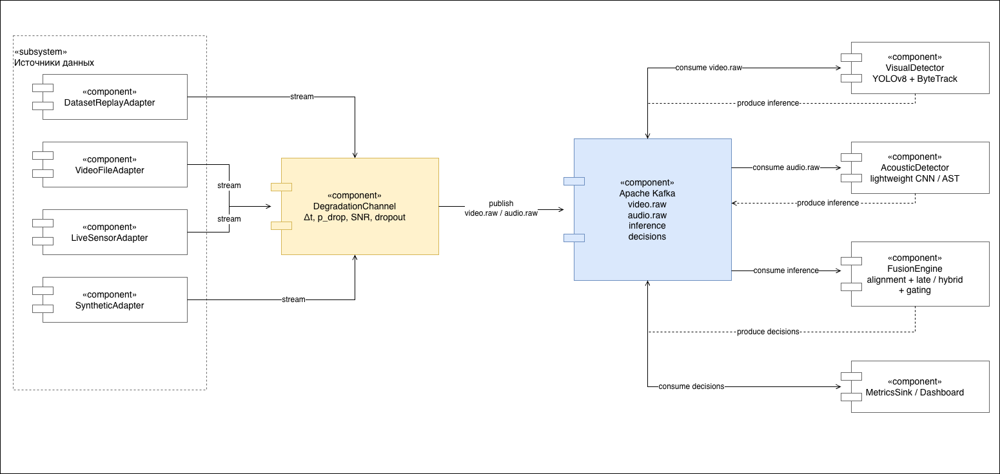 «subsystem»
Источники данных
«component»
DatasetReplayAdapter
«component»
VideoFileAdapter
«component»
LiveSensorAdapter
«component»
SyntheticAdapter
stream
stream
stream
stream
«component»
DegradationChannel
Δt, p_drop, SNR, dropout
publish
video.raw / audio.raw
«component»
Apache Kafka
video.raw
audio.raw
inference
decisions
consume video.raw
produce inference
consume audio.raw
produce inference
consume inference
produce decisions
consume decisions
«component»
VisualDetector
YOLOv8 + ByteTrack
«component»
AcousticDetector
lightweight CNN / AST
«component»
FusionEngine
alignment + late / hybrid
+ gating
«component»
MetricsSink / Dashboard